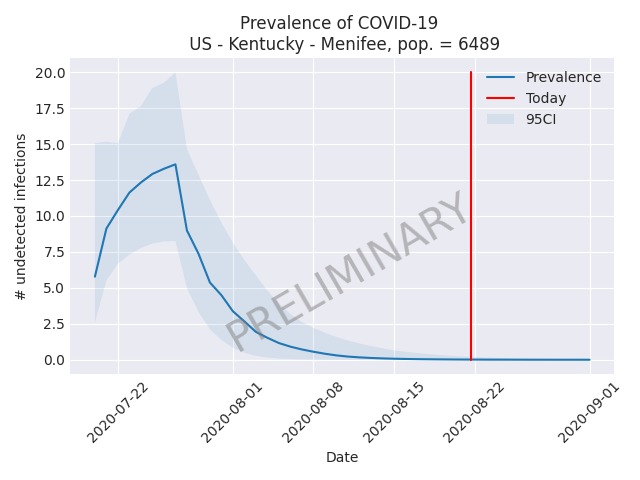 Prevalence of COVID-19
US - Kentucky - Menifee, pop. = 6489
20.0
17.5
15.0
12.5
10.0
7.5
5.0
2.5
0.0
# undetected infections
Prevalence
Today
95CI
PRELIMINARY
2020-07-22
2020-08-01
2020-08-08
2020-08-15
2020-08-22
2020-09-01
Date